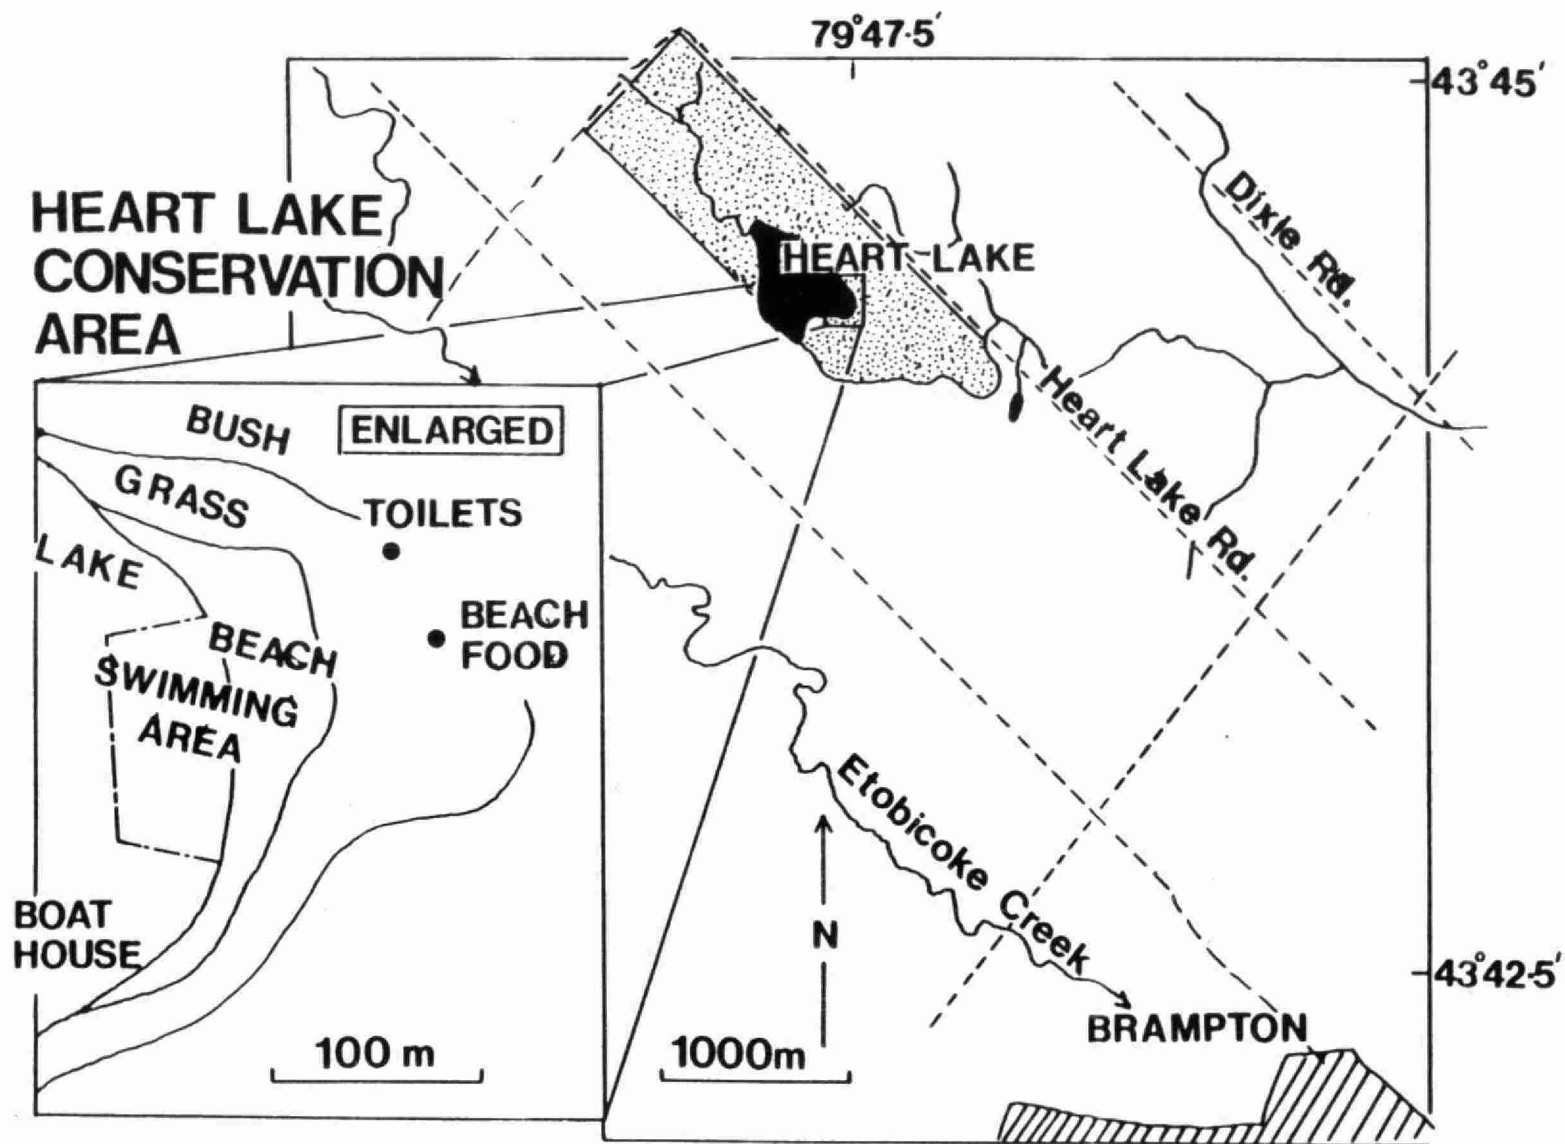 79°47·5'
43°45'
HEART LAKE
CONSERVATION
AREA
Dixie Rd.
HEART LAKE
ENLARGED
BUSH
GRASS
TOILETS
LAKE
BEACH
FOOD
BEACH
SWIMMING
AREA
Heart Lake Rd.
Etobicoke Creek
BOAT
HOUSE
N
43°42·5'
BRAMPTON
100 m
1000m